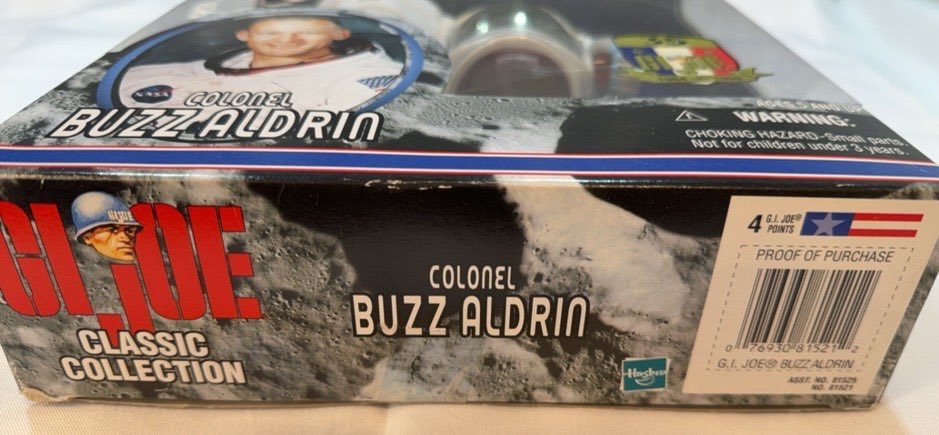 NASA
COLONEL
BUZZ ALDRIN
WARNING:
CHOKING HAZARD-Small parts.
Not for children under 3 years.
GI JOE
GI JOE
CLASSIC
COLLECTION
COLONEL
BUZZ ALDRIN
Hasbro
4 G.I. JOE®
POINTS
PROOF OF PURCHASE
0 76930 81521 2
G.I. JOE® BUZZ ALDRIN
ASST. NO. 81525
NO. 81521